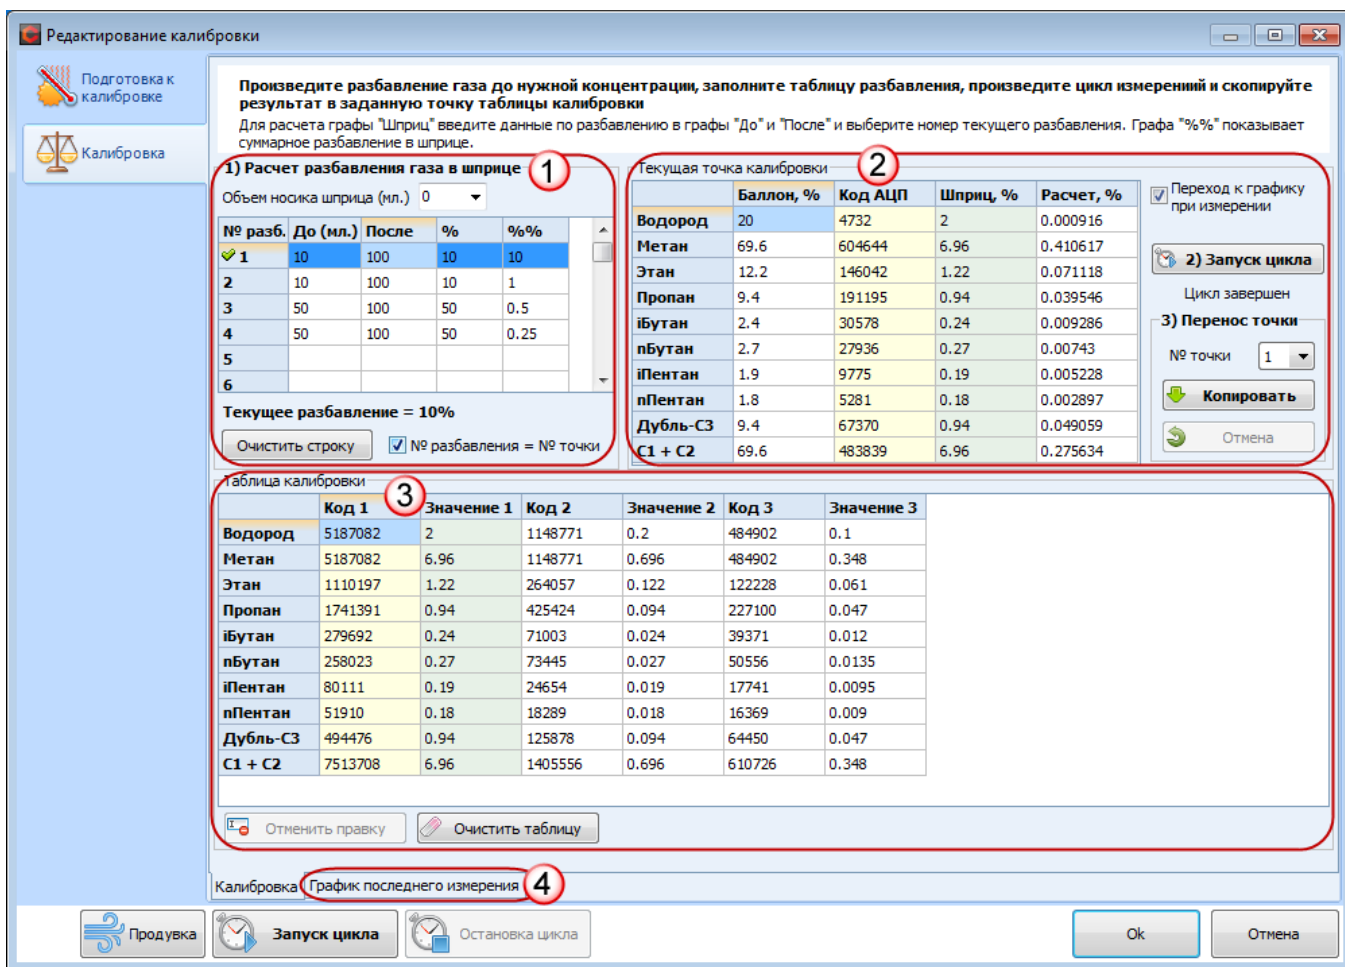 Редактирование калибровки
Подготовка к
калибровке
Калибровка
Произведите разбавление газа до нужной концентрации, заполните таблицу разбавления, произведите цикл измерениий и скопируйте
результат в заданную точку таблицы калибровки
Для расчета графы "Шприц" введите данные по разбавлению в графы "До" и "После" и выберите номер текущего разбавления. Графа "%%" показывает
суммарное разбавление в шприце.
1) Расчет разбавления газа в шприце
1
Объем носика шприца (мл.) 0
№ разб. До (мл.) После % %%
1 10 100 10 10
2 10 100 10 1
3 50 100 50 0.5
4 50 100 50 0.25
5
6
Текущее разбавление = 10%
Очистить строку № разбавления = № точки
Текущая точка калибровки
2
Баллон, % Код АЦП Шприц, % Расчет, %
Водород 20 4732 2 0.000916
Метан 69.6 604644 6.96 0.410617
Этан 12.2 146042 1.22 0.071118
Пропан 9.4 191195 0.94 0.039546
iБутан 2.4 30578 0.24 0.009286
nБутан 2.7 27936 0.27 0.00743
iПентан 1.9 9775 0.19 0.005228
nПентан 1.8 5281 0.18 0.002897
Дубль-C3 9.4 67370 0.94 0.049059
C1 + C2 69.6 483839 6.96 0.275634
Переход к графику
при измерении
2) Запуск цикла
Цикл завершен
3) Перенос точки
№ точки 1
Копировать
Отмена
Таблица калибровки
3
Код 1 Значение 1 Код 2 Значение 2 Код 3 Значение 3
Водород 5187082 2 1148771 0.2 484902 0.1
Метан 5187082 6.96 1148771 0.696 484902 0.348
Этан 1110197 1.22 264057 0.122 122228 0.061
Пропан 1741391 0.94 425424 0.094 227100 0.047
iБутан 279692 0.24 71003 0.024 39371 0.012
nБутан 258023 0.27 73445 0.027 50556 0.0135
iПентан 80111 0.19 24654 0.019 17741 0.0095
nПентан 51910 0.18 18289 0.018 16369 0.009
Дубль-C3 494476 0.94 125878 0.094 64450 0.047
C1 + C2 7513708 6.96 1405556 0.696 610726 0.348
Отменить правку Очистить таблицу
Калибровка График последнего измерения 4
Продувка Запуск цикла Остановка цикла Ok Отмена